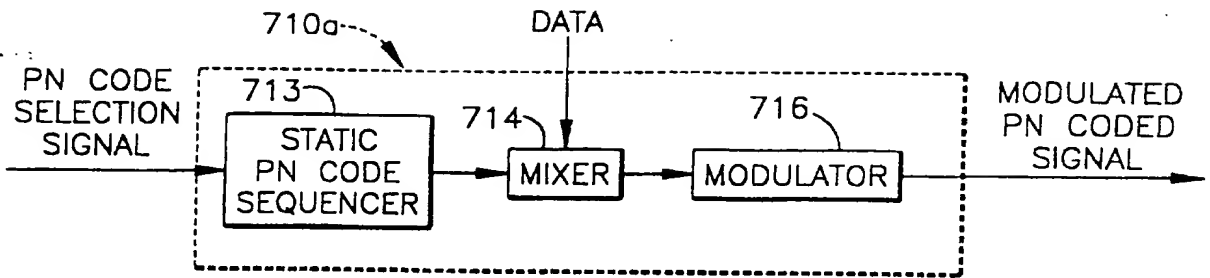 710a
DATA
PN CODE
SELECTION
SIGNAL
713
STATIC
PN CODE
SEQUENCER
714
MIXER
716
MODULATOR
MODULATED
PN CODED
SIGNAL